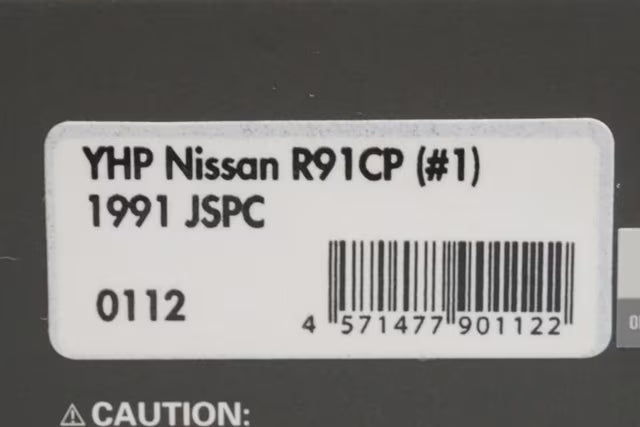 YHP Nissan R91CP (#1)
1991 JSPC
0112
4 571477 901122
⚠ CAUTION: